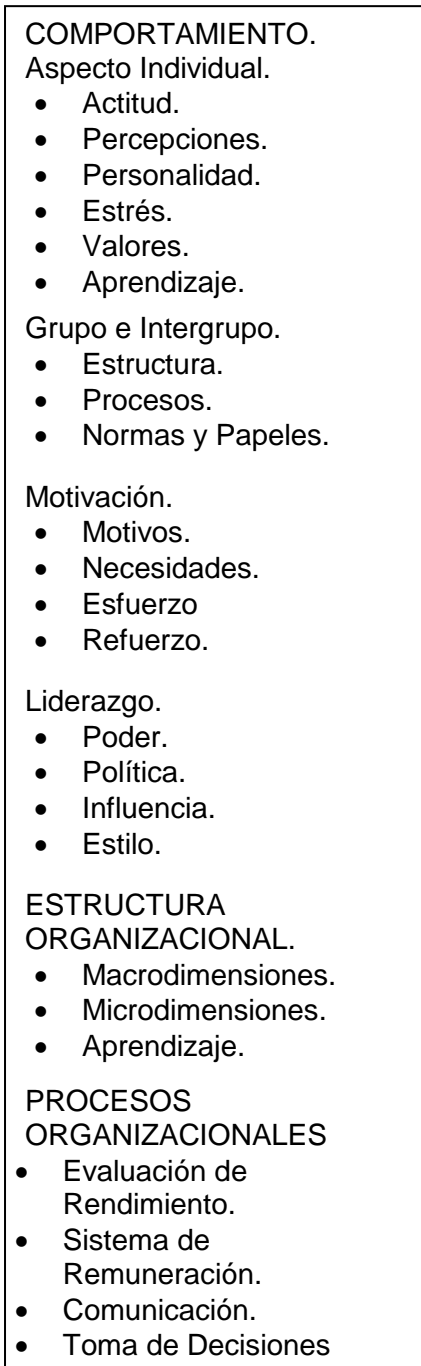 COMPORTAMIENTO.
Aspecto Individual.
• Actitud.
• Percepciones.
• Personalidad.
• Estrés.
• Valores.
• Aprendizaje.
Grupo e Intergrupo.
• Estructura.
• Procesos.
• Normas y Papeles.
Motivación.
• Motivos.
• Necesidades.
• Esfuerzo
• Refuerzo.
Liderazgo.
• Poder.
• Política.
• Influencia.
• Estilo.
ESTRUCTURA
ORGANIZACIONAL.
• Macrodimensiones.
• Microdimensiones.
• Aprendizaje.
PROCESOS
ORGANIZACIONALES
• Evaluación de
Rendimiento.
• Sistema de
Remuneración.
• Comunicación.
• Toma de Decisiones